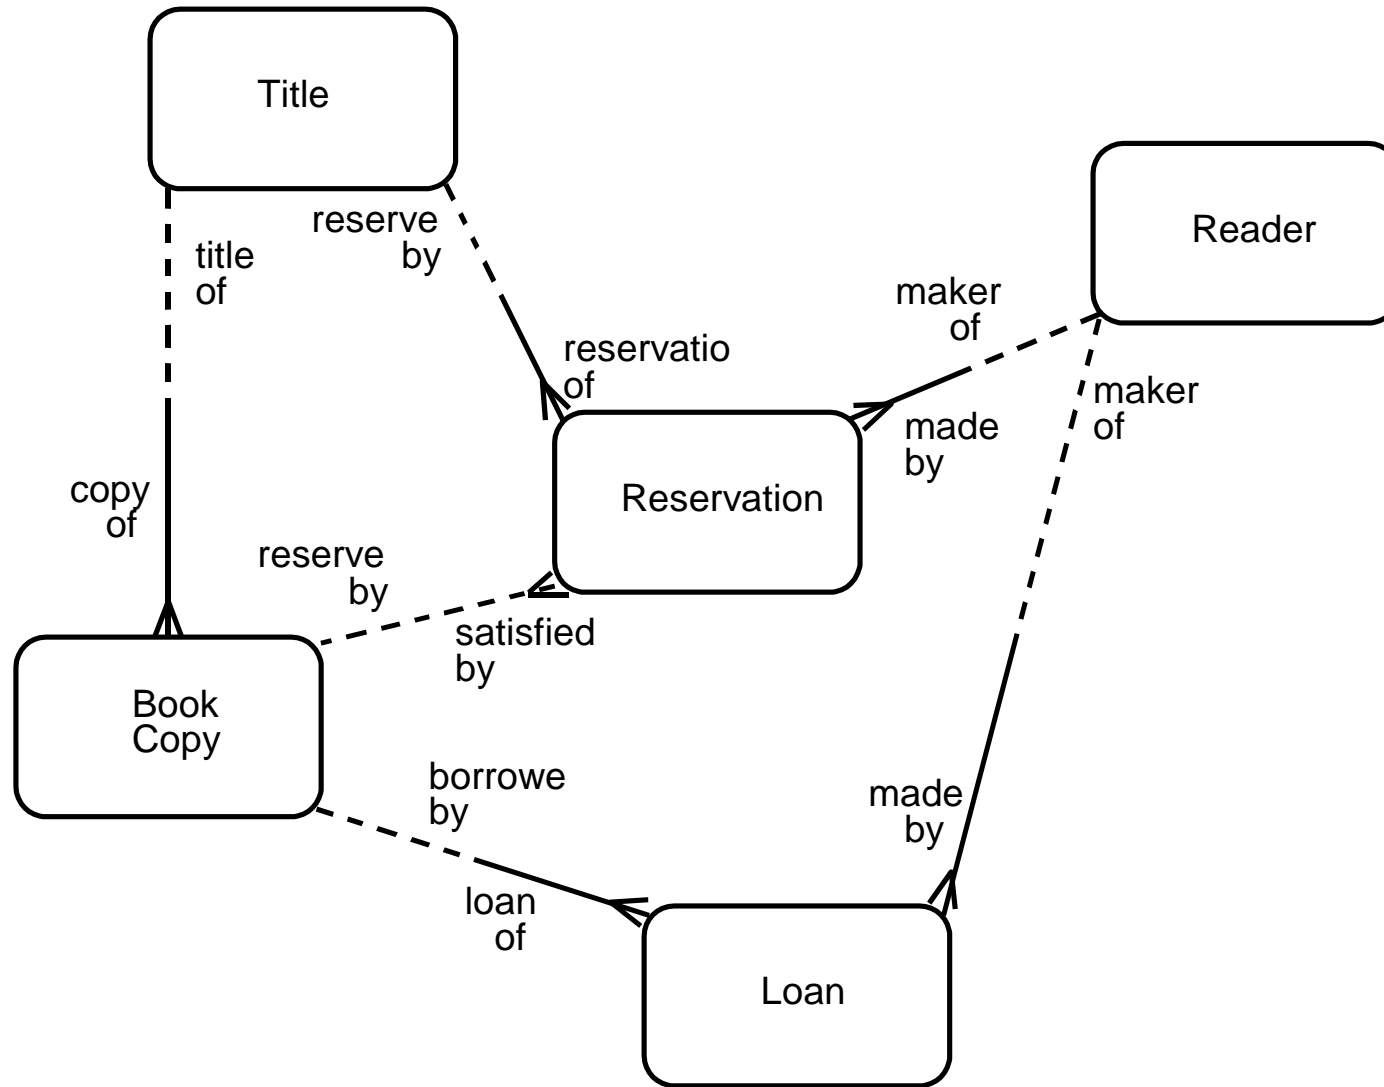 Title
reserve
by
title
of
Reader
maker
of
reservatio
of
maker
of
made
by
copy
of
Reservation
reserve
by
satisfied
by
Book
Copy
borrowe
by
made
by
loan
of
Loan